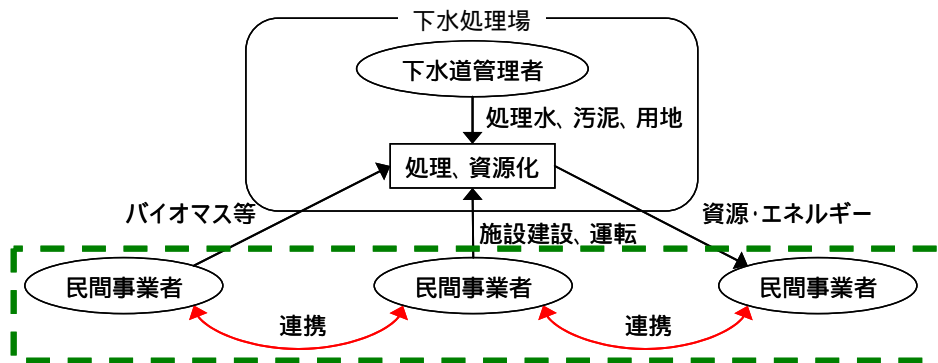 下水処理場
下水道管理者
処理水、汚泥、用地
処理、資源化
バイオマス等
資源・エネルギー
施設建設、運転
民間事業者
民間事業者
民間事業者
連携
連携